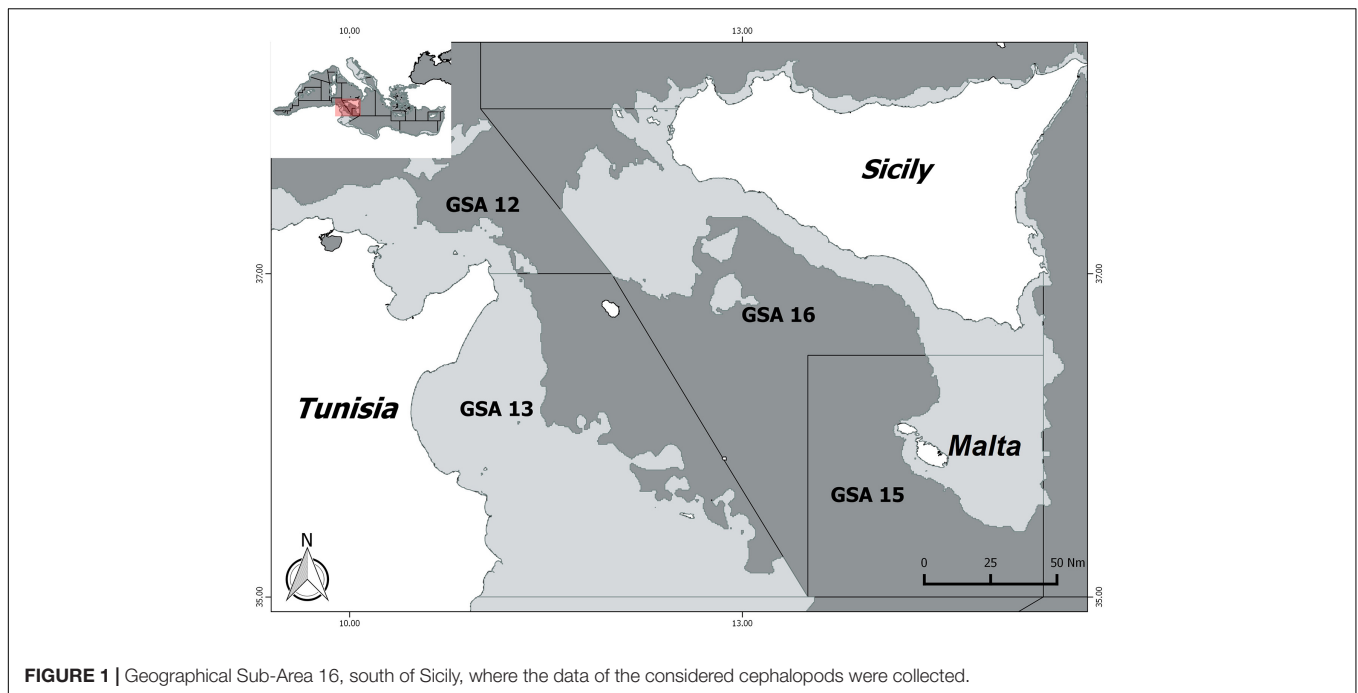 10.00
13.00
Sicily
GSA 12
37.00
37.00
GSA 16
Tunisia
GSA 13
Malta
GSA 15
N
0 25 50 Nm
35.00
35.00
10.00
13.00
FIGURE 1 | Geographical Sub-Area 16, south of Sicily, where the data of the considered cephalopods were collected.